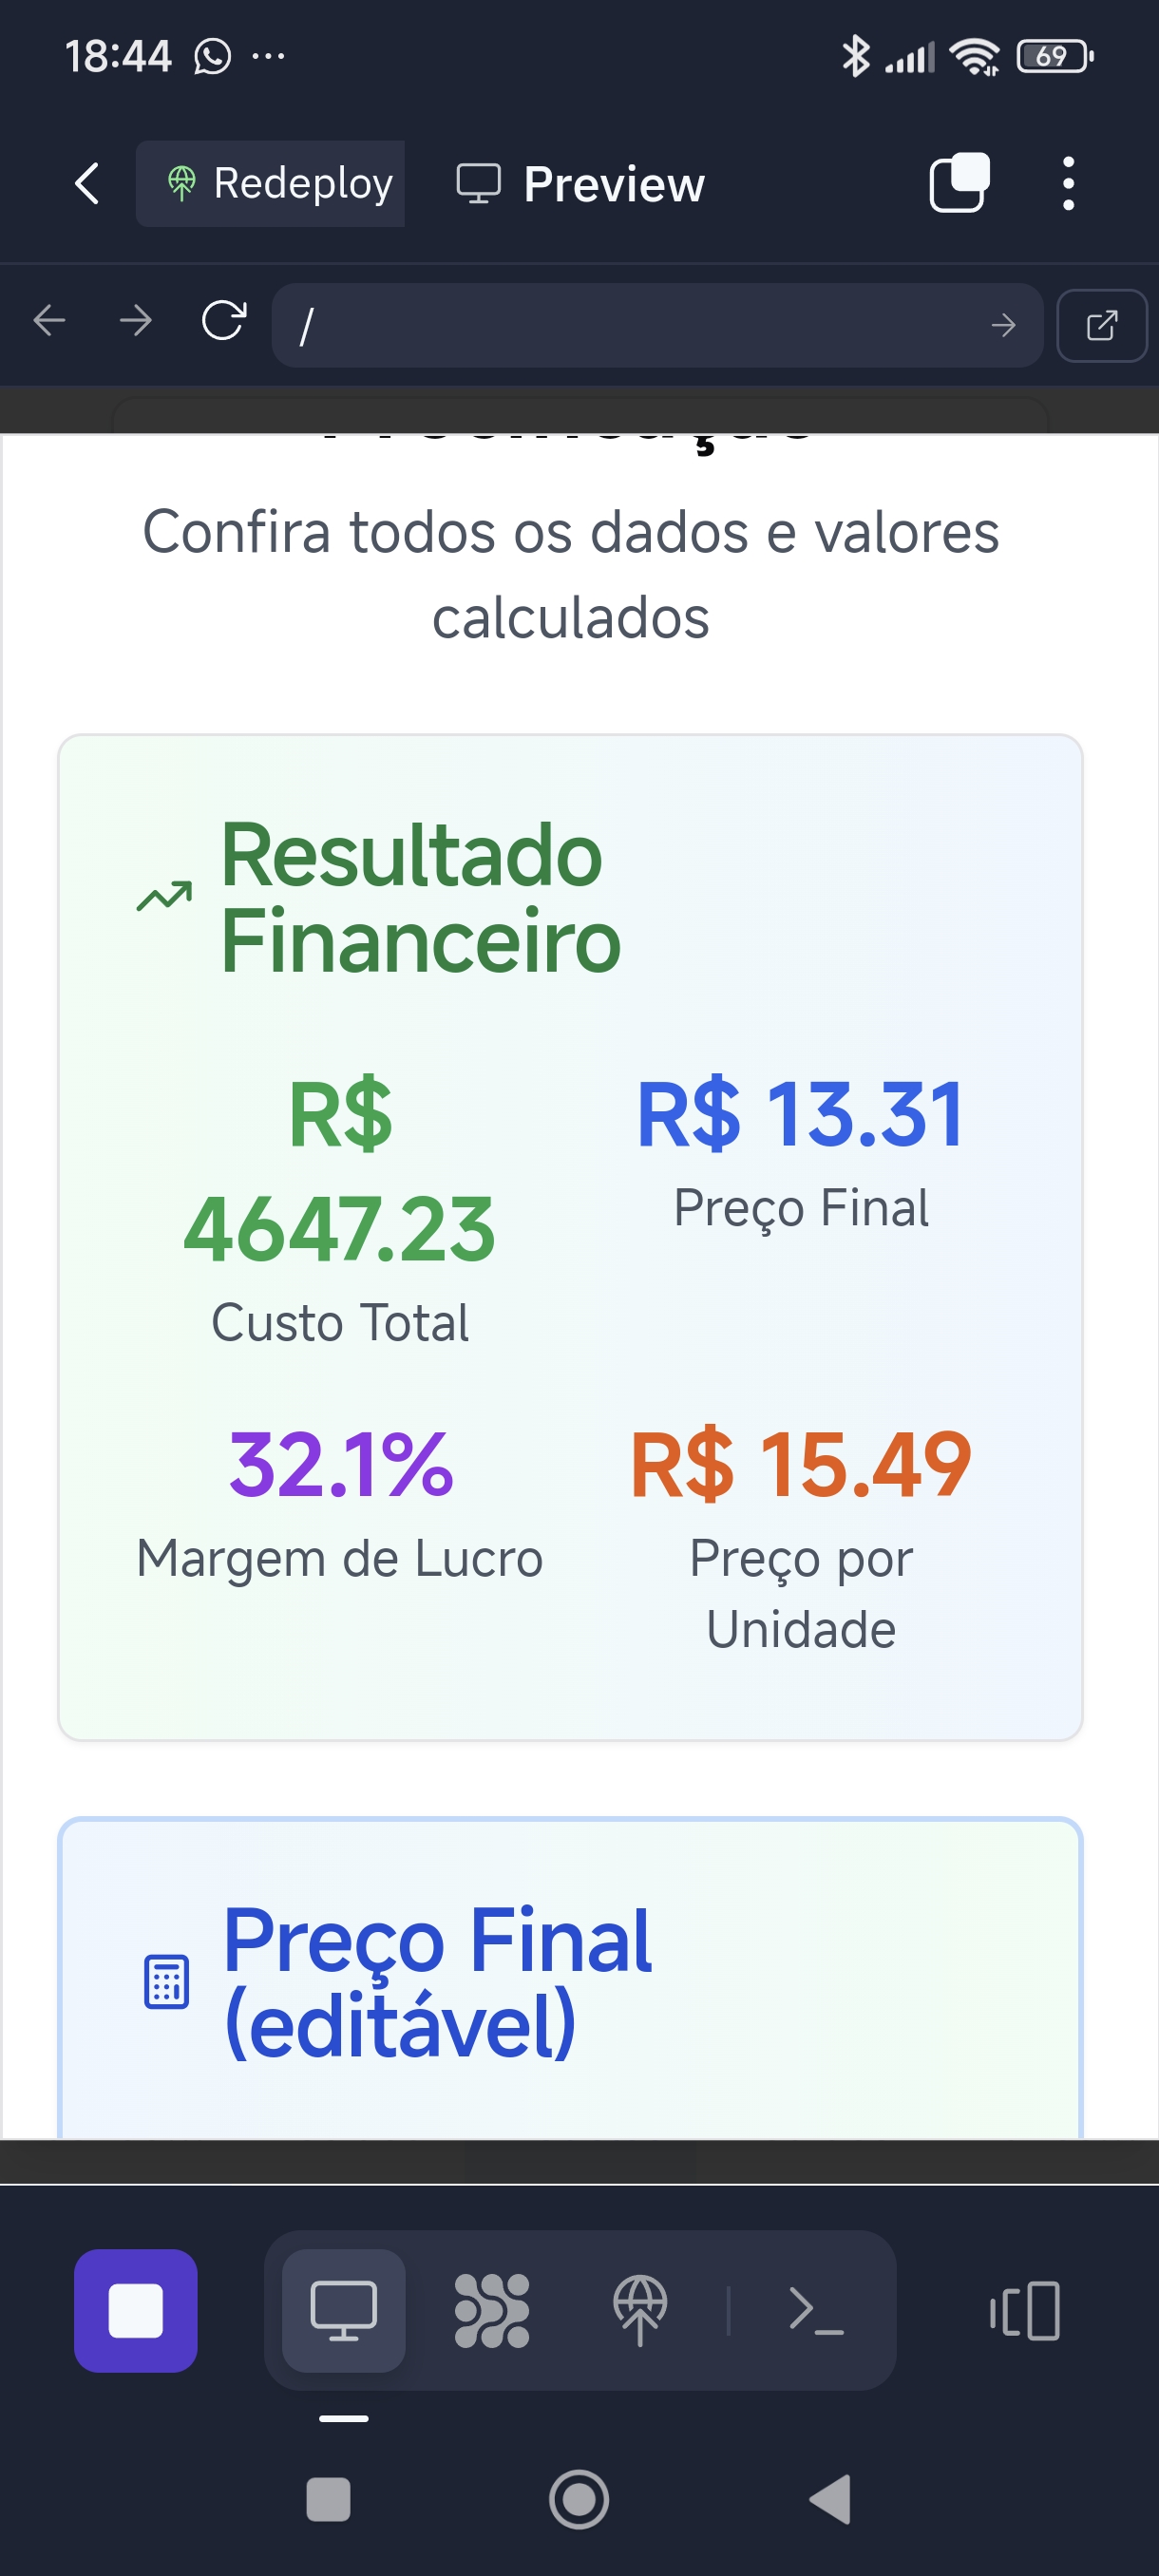 18:44
69
Redeploy
Preview
/
Confira todos os dados e valores
calculados
Resultado
Financeiro
R$
4647.23
Custo Total
R$ 13.31
Preço Final
32.1%
Margem de Lucro
R$ 15.49
Preço por
Unidade
Preço Final
(editável)